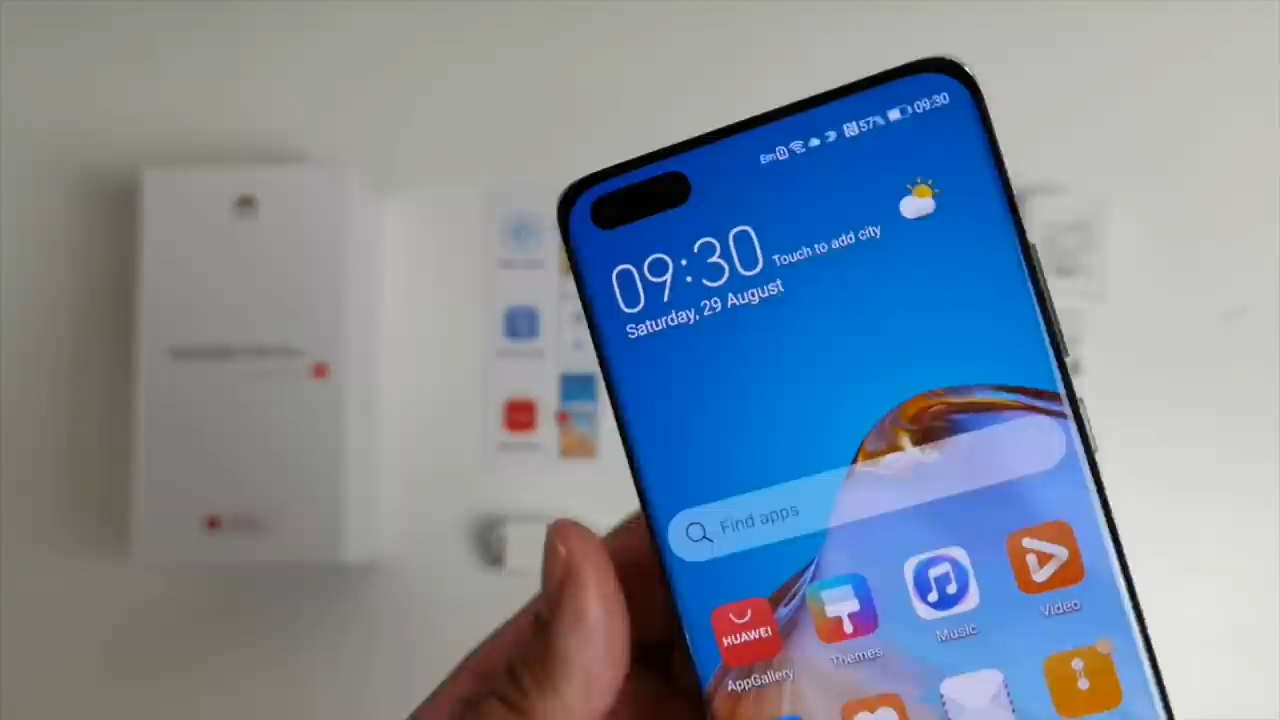 57% 09:30
09:30 Touch to add city
Saturday, 29 August
Find apps
HUAWEI
AppGallery
Themes
Music
Video